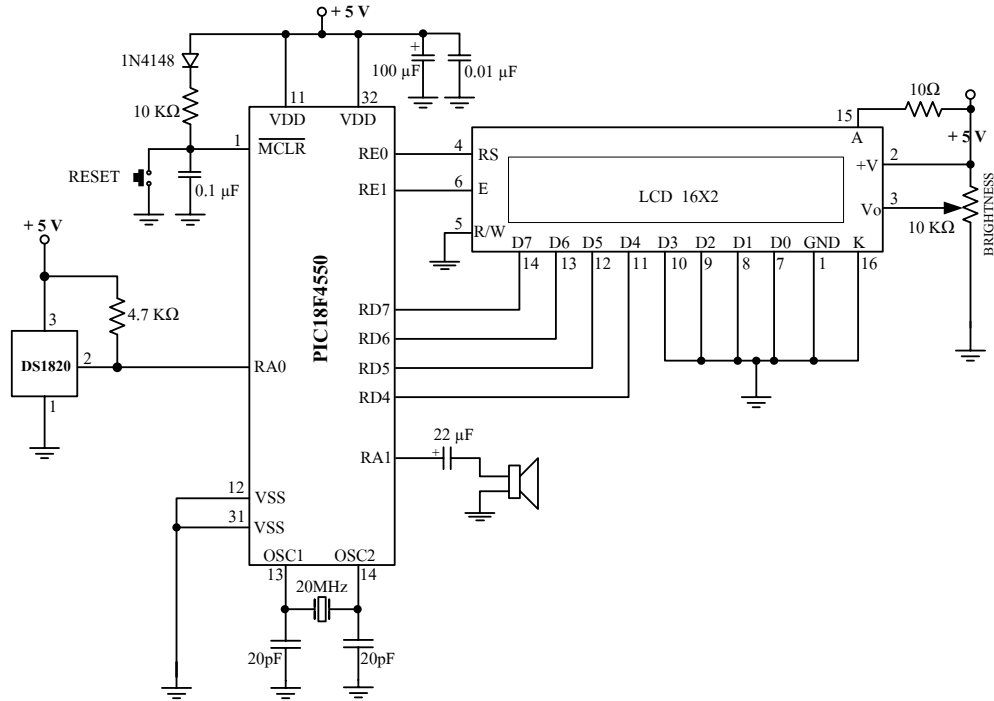 + 5 V
1N4148
100 µF
0.01 µF
10 KΩ
11
32
VDD
VDD
1
MCLR
RESET
0.1 µF
10Ω
15
A
+ 5 V
RE0
4
RS
+V
2
RE1
6
E
LCD 16X2
Vo
3
10 KΩ
BRIGHTNESS
5
R/W
D7
D6
D5
D4
D3
D2
D1
D0
GND
K
14
13
12
11
10
9
8
7
1
16
+ 5 V
PIC18F4550
RD7
4.7 KΩ
3
RD6
DS1820
2
RA0
RD5
1
RD4
22 µF
+
RA1
12
VSS
31
VSS
OSC1
OSC2
13
14
20MHz
20pF
20pF
+